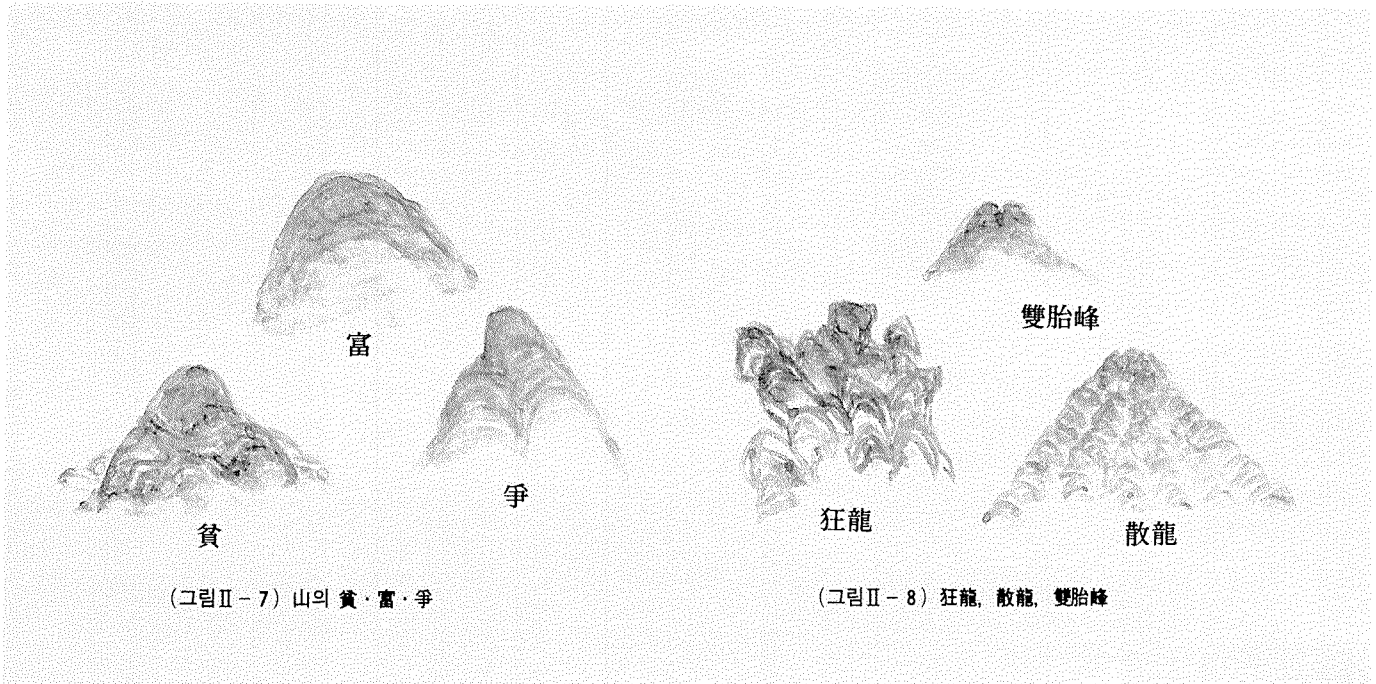 富
貧
爭
(그림Ⅱ-7) 山의 貧·富·爭
雙胎峰
狂龍
散龍
(그림Ⅱ-8) 狂龍, 散龍, 雙胎峰